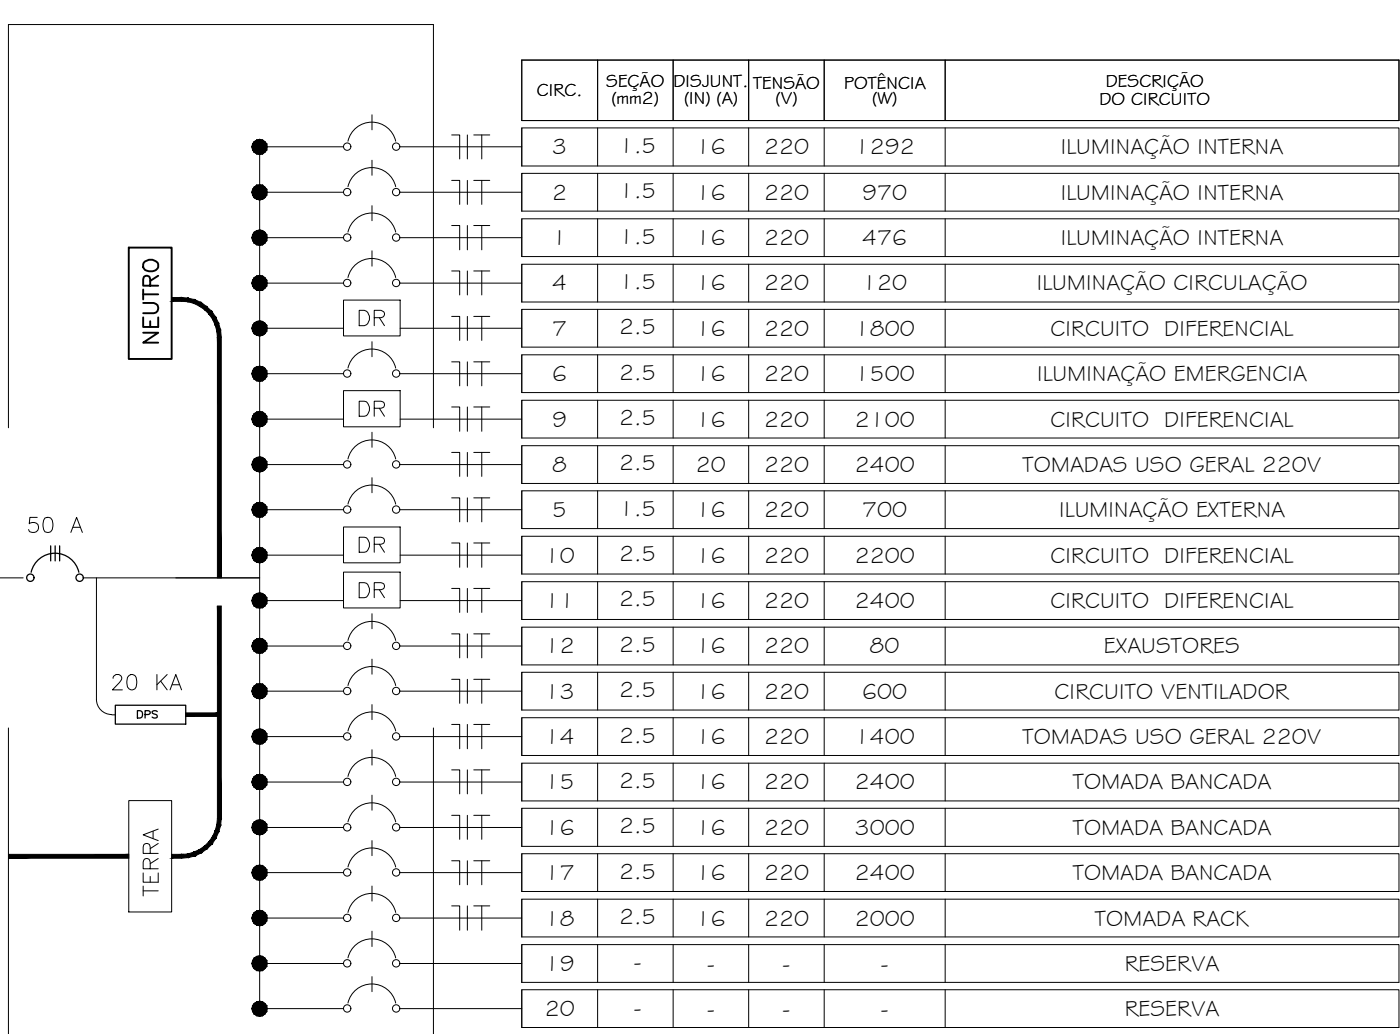 CIRC. SEÇÃO (mm2) DISJUNT. (IN) (A) TENSÃO (V) POTÊNCIA (W) DESCRIÇÃO DO CIRCUITO
3 1.5 16 220 1292 ILUMINAÇÃO INTERNA
2 1.5 16 220 970 ILUMINAÇÃO INTERNA
1 1.5 16 220 476 ILUMINAÇÃO INTERNA
4 1.5 16 220 120 ILUMINAÇÃO CIRCULAÇÃO
DR 7 2.5 16 220 1800 CIRCUITO DIFERENCIAL
6 2.5 16 220 1500 ILUMINAÇÃO EMERGENCIA
DR 9 2.5 16 220 2100 CIRCUITO DIFERENCIAL
8 2.5 20 220 2400 TOMADAS USO GERAL 220V
5 1.5 16 220 700 ILUMINAÇÃO EXTERNA
DR 10 2.5 16 220 2200 CIRCUITO DIFERENCIAL
DR 11 2.5 16 220 2400 CIRCUITO DIFERENCIAL
12 2.5 16 220 80 EXAUSTORES
13 2.5 16 220 600 CIRCUITO VENTILADOR
14 2.5 16 220 1400 TOMADAS USO GERAL 220V
15 2.5 16 220 2400 TOMADA BANCADA
16 2.5 16 220 3000 TOMADA BANCADA
17 2.5 16 220 2400 TOMADA BANCADA
18 2.5 16 220 2000 TOMADA RACK
19 - - - - RESERVA
20 - - - - RESERVA
NEUTRO
50 A
20 KA
DPS
TERRA